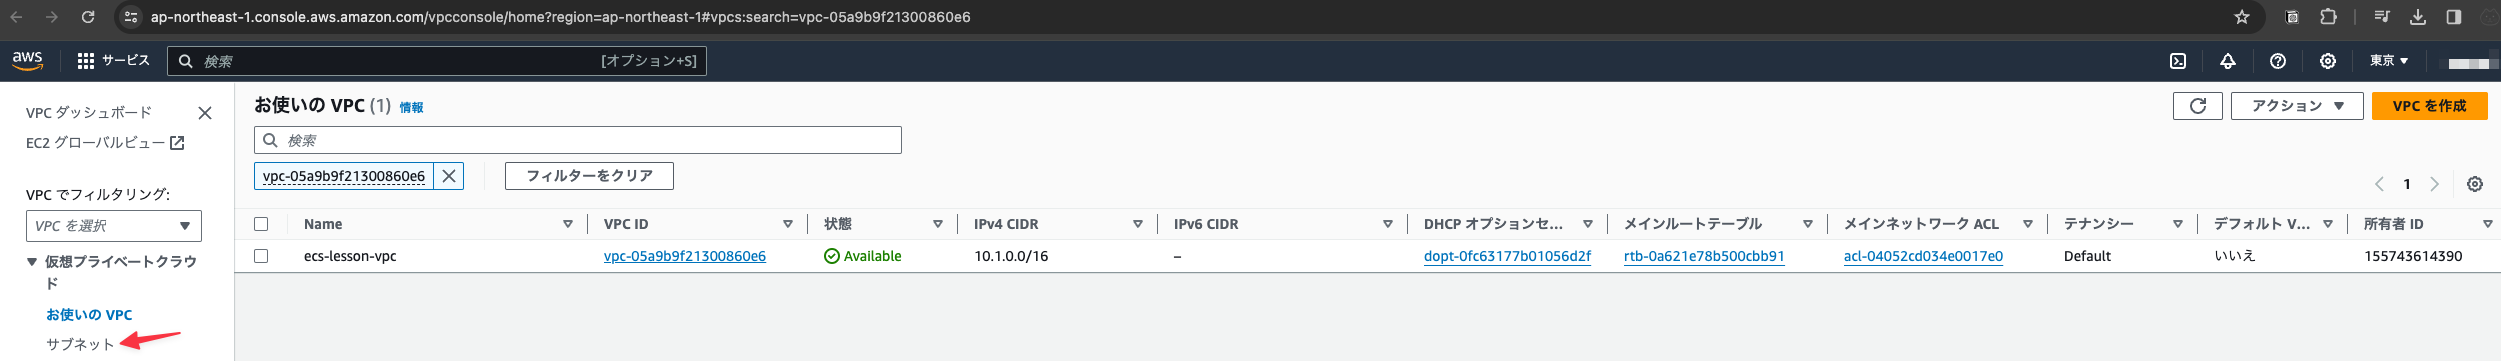 ap-northeast-1.console.aws.amazon.com/vpcconsole/home?region=ap-northeast-1#vpcs:search=vpc-05a9b9f21300860e6
aws サービス 検索 [オプション+S] 東京
VPC ダッシュボード
EC2 グローバルビュー
VPC でフィルタリング:
VPC を選択
仮想プライベートクラウ
ド
お使いの VPC
サブネット
お使いの VPC (1) 情報
アクション VPC を作成
検索
vpc-05a9b9f21300860e6 フィルターをクリア
1
Name VPC ID 状態 IPv4 CIDR IPv6 CIDR DHCP オプションセ... メインルートテーブル メインネットワーク ACL テナンシー デフォルト V... 所有者 ID
ecs-lesson-vpc vpc-05a9b9f21300860e6 Available 10.1.0.0/16 – dopt-0fc63177b01056d2f rtb-0a621e78b500cbb91 acl-04052cd034e0017e0 Default いいえ 155743614390